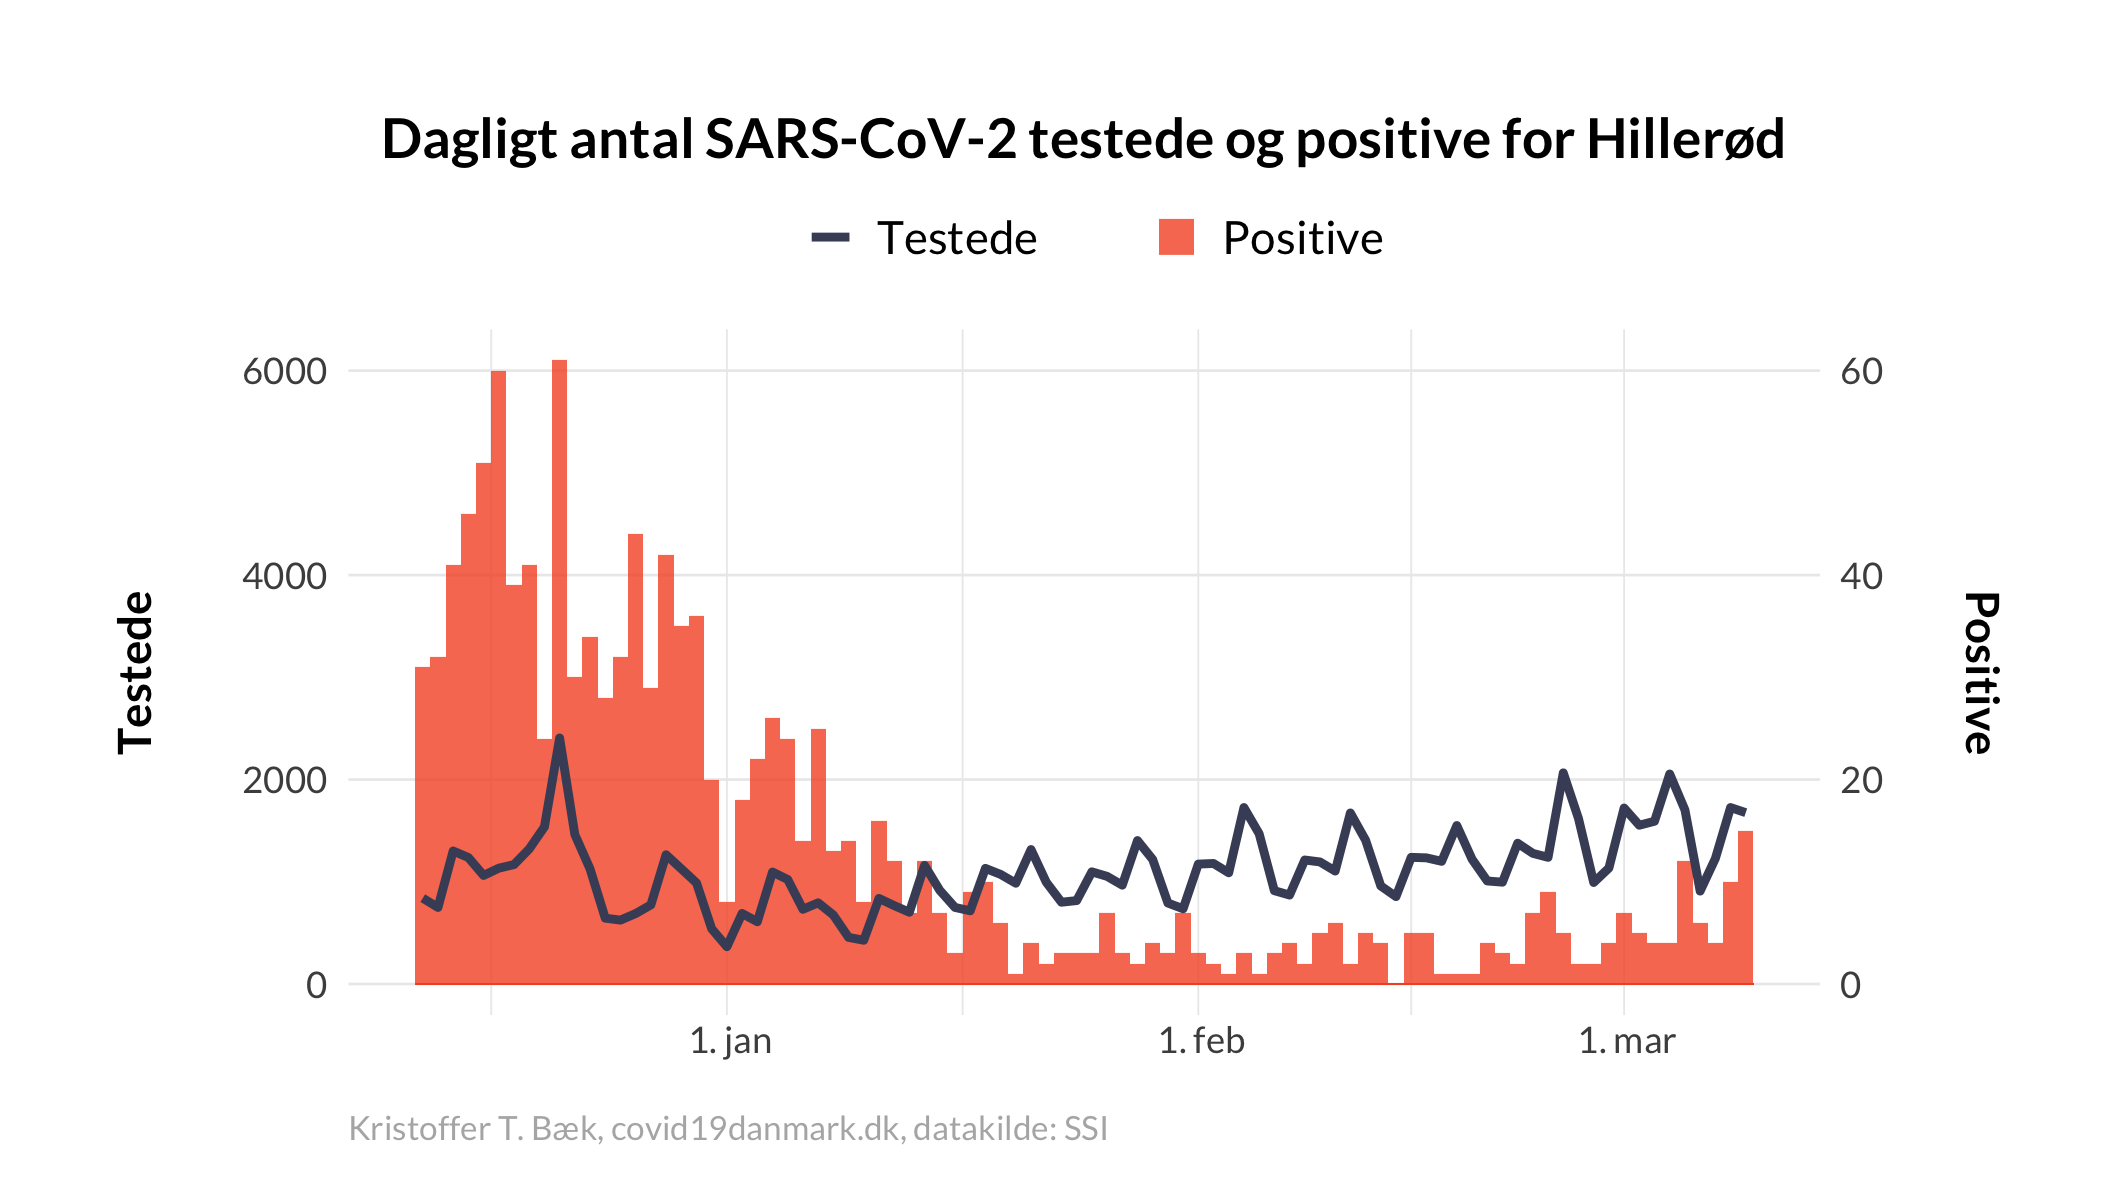 Dagligt antal SARS-CoV-2 testede og positive for Hillerød
Testede
Positive
6000
4000
2000
0
60
40
20
0
Testede
Positive
1. jan
1. feb
1. mar
Kristoffer T. Bæk, covid19danmark.dk, datakilde: SSI